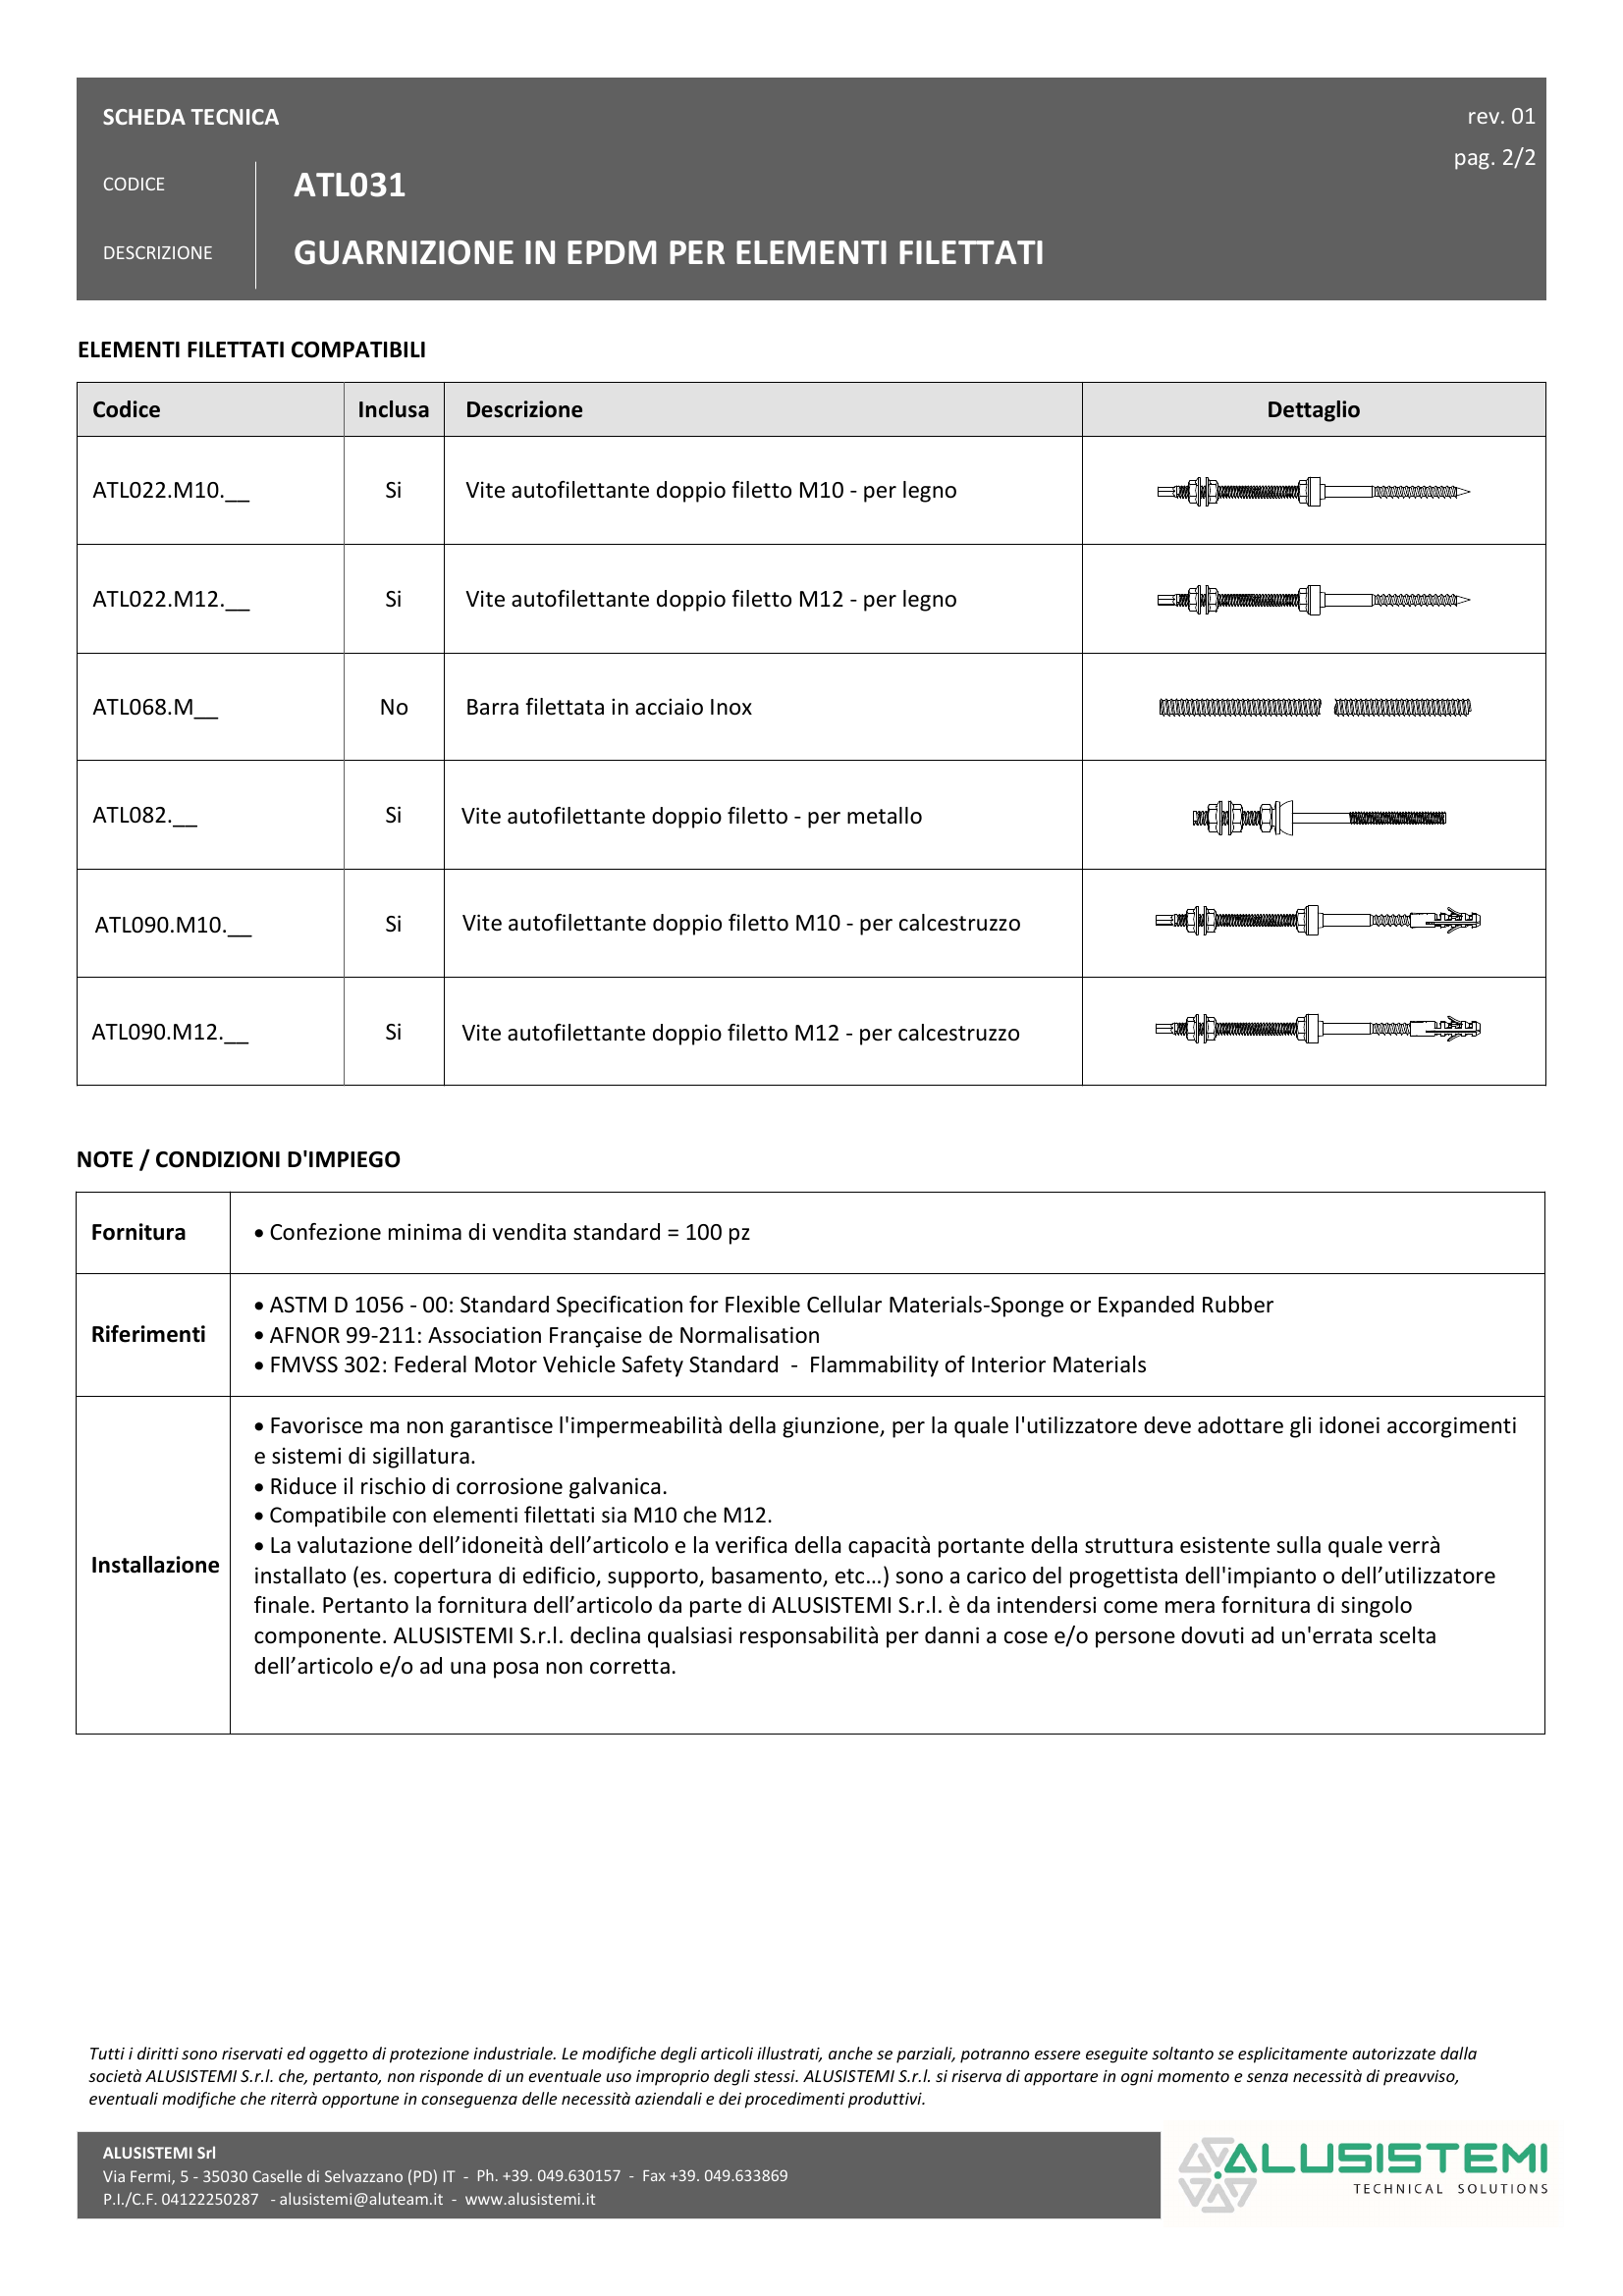 SCHEDA TECNICA
rev. 01
pag. 2/2
CODICE
ATL031
DESCRIZIONE
GUARNIZIONE IN EPDM PER ELEMENTI FILETTATI
ELEMENTI FILETTATI COMPATIBILI
Codice Inclusa Descrizione Dettaglio
ATL022.M10.__ Si Vite autofilettante doppio filetto M10 - per legno
ATL022.M12.__ Si Vite autofilettante doppio filetto M12 - per legno
ATL068.M__ No Barra filettata in acciaio Inox
ATL082.__ Si Vite autofilettante doppio filetto - per metallo
ATL090.M10.__ Si Vite autofilettante doppio filetto M10 - per calcestruzzo
ATL090.M12.__ Si Vite autofilettante doppio filetto M12 - per calcestruzzo
NOTE / CONDIZIONI D'IMPIEGO
Fornitura
• Confezione minima di vendita standard = 100 pz
Riferimenti
• ASTM D 1056 - 00: Standard Specification for Flexible Cellular Materials-Sponge or Expanded Rubber
• AFNOR 99-211: Association Française de Normalisation
• FMVSS 302: Federal Motor Vehicle Safety Standard - Flammability of Interior Materials
Installazione
• Favorisce ma non garantisce l'impermeabilità della giunzione, per la quale l'utilizzatore deve adottare gli idonei accorgimenti
e sistemi di sigillatura.
• Riduce il rischio di corrosione galvanica.
• Compatibile con elementi filettati sia M10 che M12.
• La valutazione dell’idoneità dell’articolo e la verifica della capacità portante della struttura esistente sulla quale verrà
installato (es. copertura di edificio, supporto, basamento, etc…) sono a carico del progettista dell'impianto o dell’utilizzatore
finale. Pertanto la fornitura dell’articolo da parte di ALUSISTEMI S.r.l. è da intendersi come mera fornitura di singolo
componente. ALUSISTEMI S.r.l. declina qualsiasi responsabilità per danni a cose e/o persone dovuti ad un'errata scelta
dell’articolo e/o ad una posa non corretta.
Tutti i diritti sono riservati ed oggetto di protezione industriale. Le modifiche degli articoli illustrati, anche se parziali, potranno essere eseguite soltanto se esplicitamente autorizzate dalla
società ALUSISTEMI S.r.l. che, pertanto, non risponde di un eventuale uso improprio degli stessi. ALUSISTEMI S.r.l. si riserva di apportare in ogni momento e senza necessità di preavviso,
eventuali modifiche che riterrà opportune in conseguenza delle necessità aziendali e dei procedimenti produttivi.
ALUSISTEMI Srl
Via Fermi, 5 - 35030 Caselle di Selvazzano (PD) IT - Ph. +39. 049.630157 - Fax +39. 049.633869
P.I./C.F. 04122250287 - alusistemi@aluteam.it - www.alusistemi.it
ALUSISTEMI
TECHNICAL SOLUTIONS